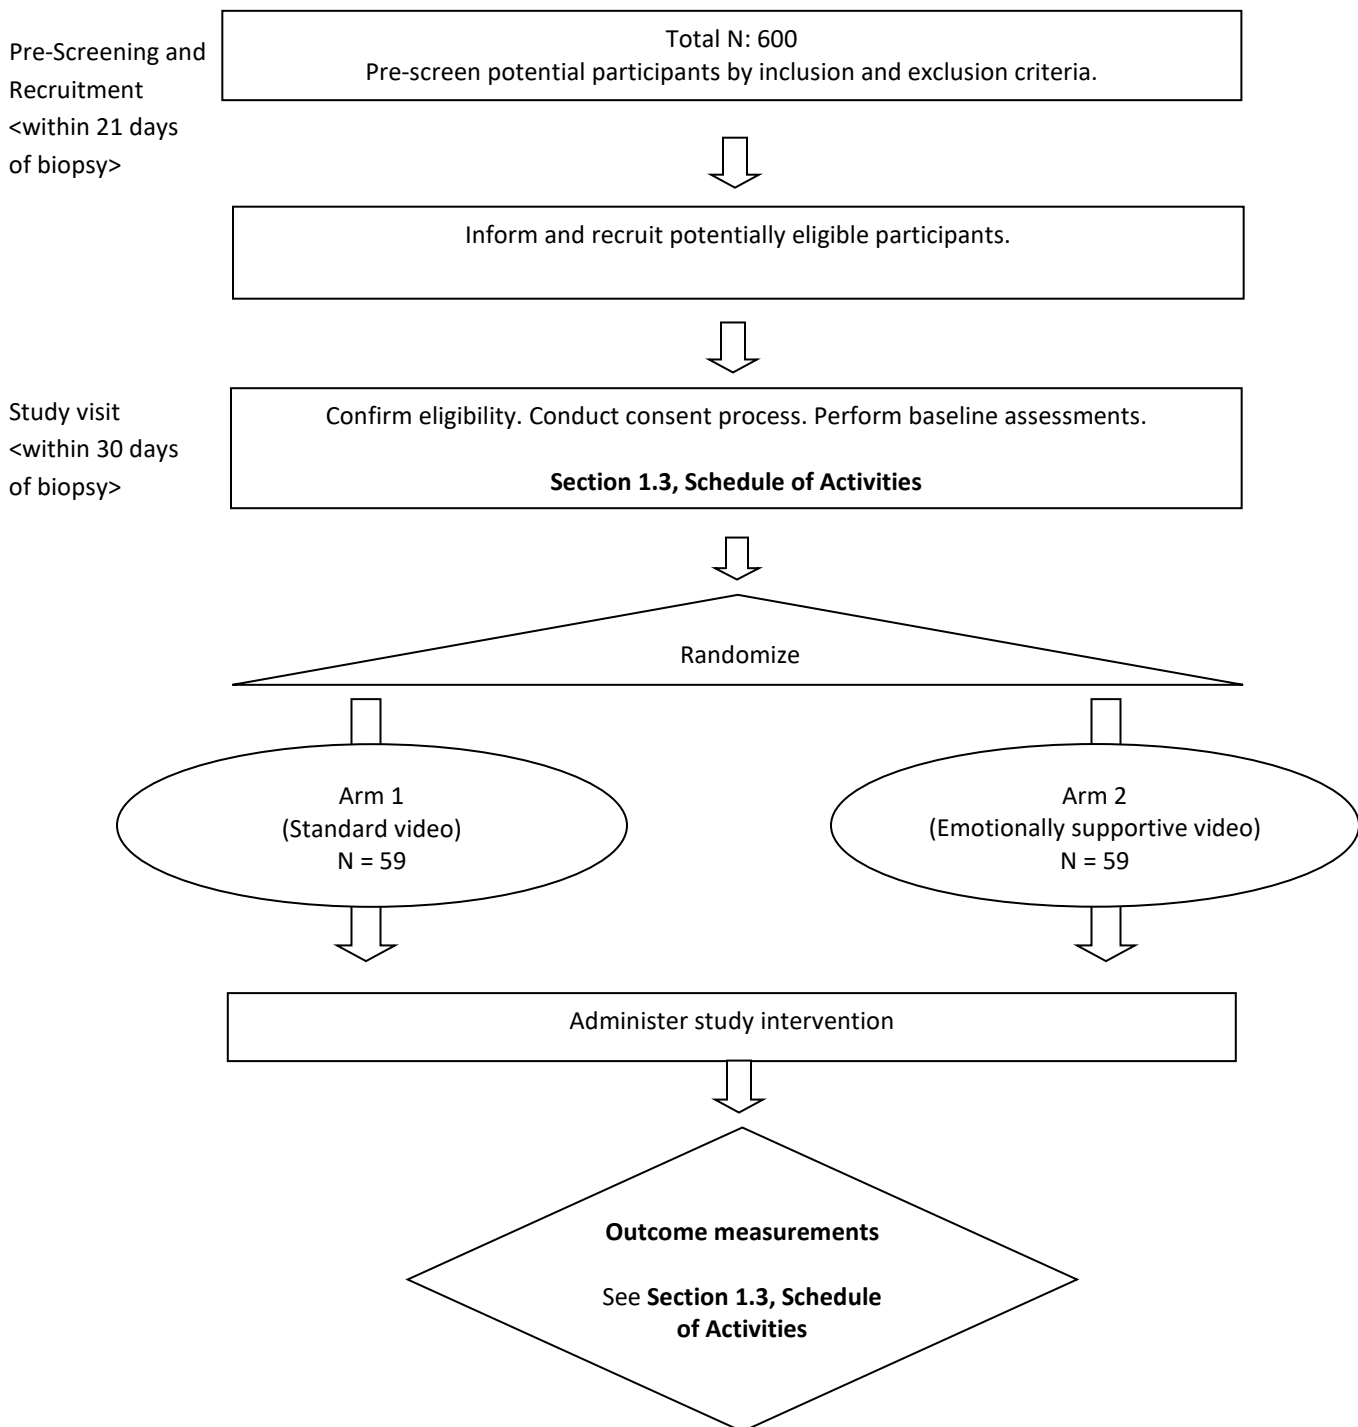 Pre-Screening and
Recruitment
<within 21 days
of biopsy>
Total N: 600
Pre-screen potential participants by inclusion and exclusion criteria.
Inform and recruit potentially eligible participants.
Study visit
<within 30 days
of biopsy>
Confirm eligibility. Conduct consent process. Perform baseline assessments.
Section 1.3, Schedule of Activities
Randomize
Arm 1
(Standard video)
N = 59
Arm 2
(Emotionally supportive video)
N = 59
Administer study intervention
Outcome measurements
See Section 1.3, Schedule
of Activities